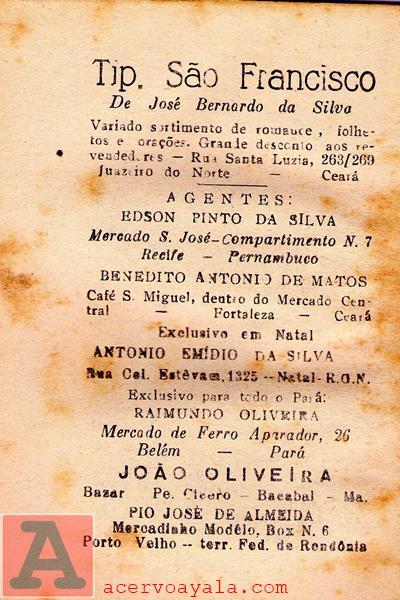 Tip. São Francisco
De José Bernardo da Silva
Variado sortimento de romance, folhe-
tos e orações. Grande desconto aos re-
vendedores — Rua Santa Luzia, 263/269
Juazeiro do Norte — Ceará
AGENTES:
EDSON PINTO DA SILVA
Mercado S. José-Compartimento N. 7
Recife — Pernambuco
BENEDITO ANTONIO DE MATOS
Café S. Miguel, dentro do Mercado Cen-
tral — Fortaleza — Ceará
Exclusivo em Natal
ANTONIO EMÍDIO DA SILVA
Rua Cel. Estêvam, 1325 -- Natal- R.G.N.
Exclusivo para todo o Pará:
RAIMUNDO OLIVEIRA
Mercado de Ferro Aparador, 26
Belém — Pará
JOÃO OLIVEIRA
Bazar Pe. Cicero - Bacabal - Ma.
PIO JOSÉ DE ALMEIDA
Mercadinho Modêlo, Box N. 6
Porto Velho -- terr. Fed. de Rondônia
A
acervoayala.com